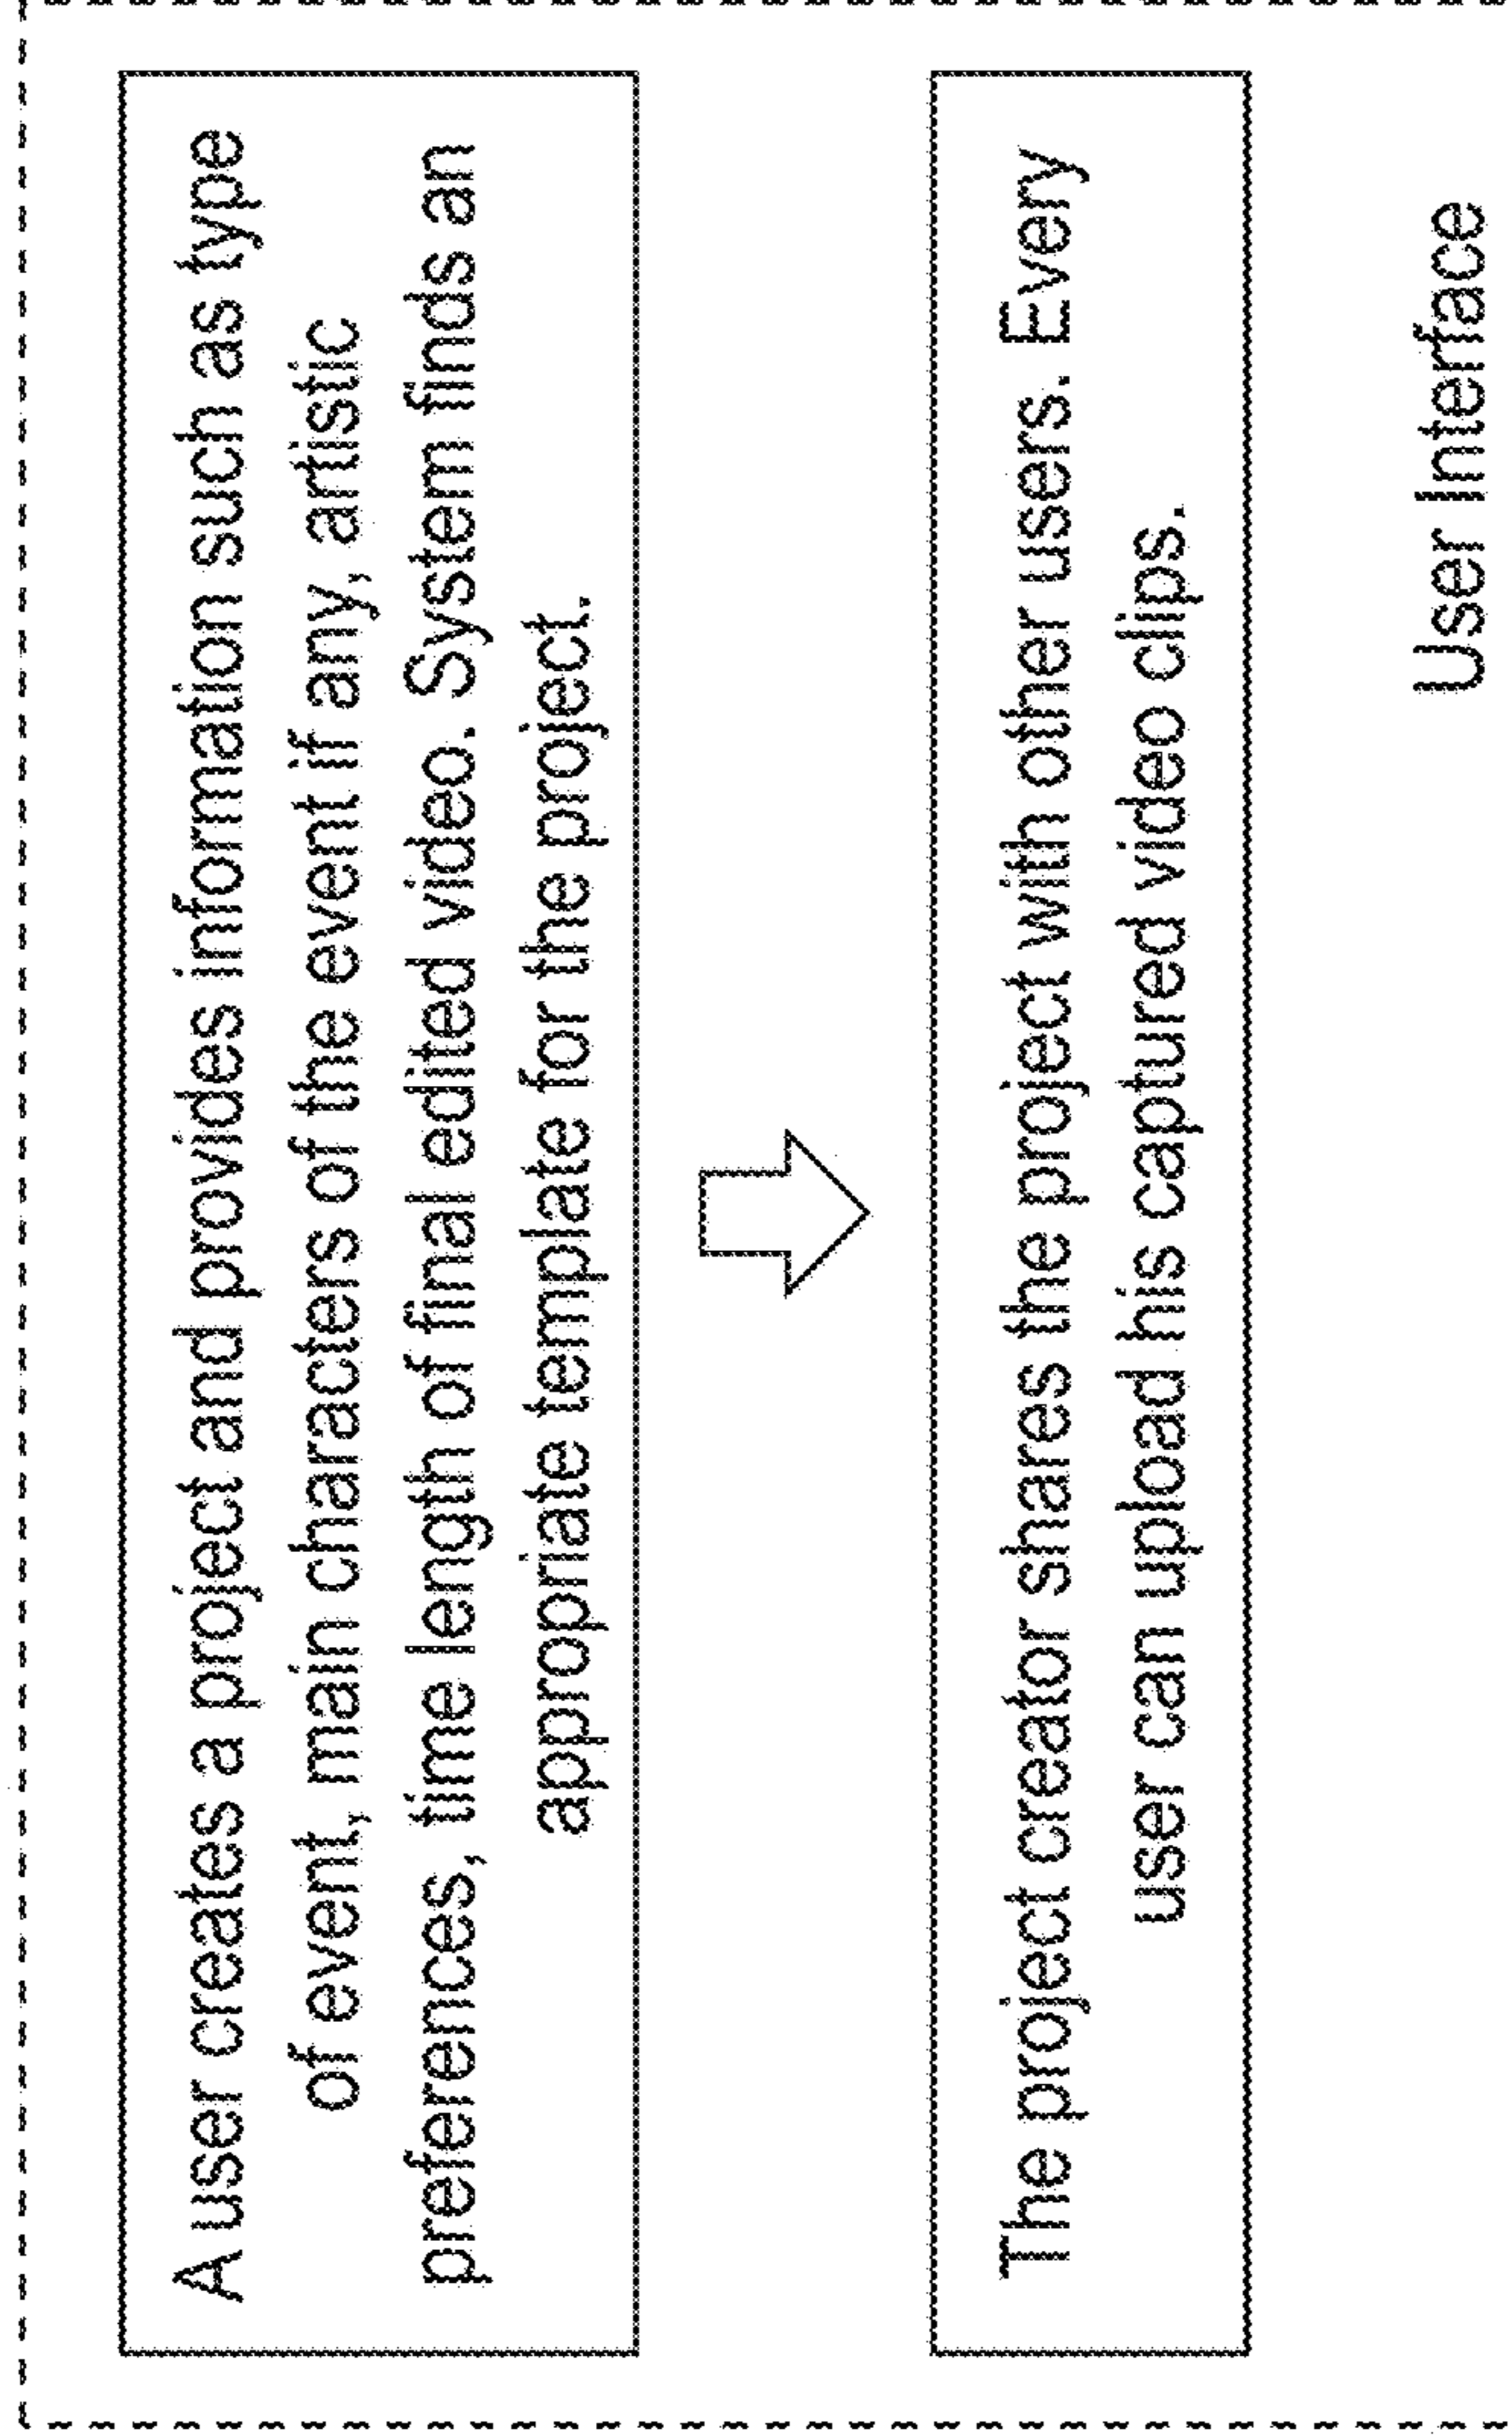 A user creates a project and provides information such as type
of event, main characters of the event if any, artistic
preferences, time length of final edited video. System finds an
appropriate template for the project.
The project creator shares the project with other users. Every
user can upload his captured video clips.
User Interface